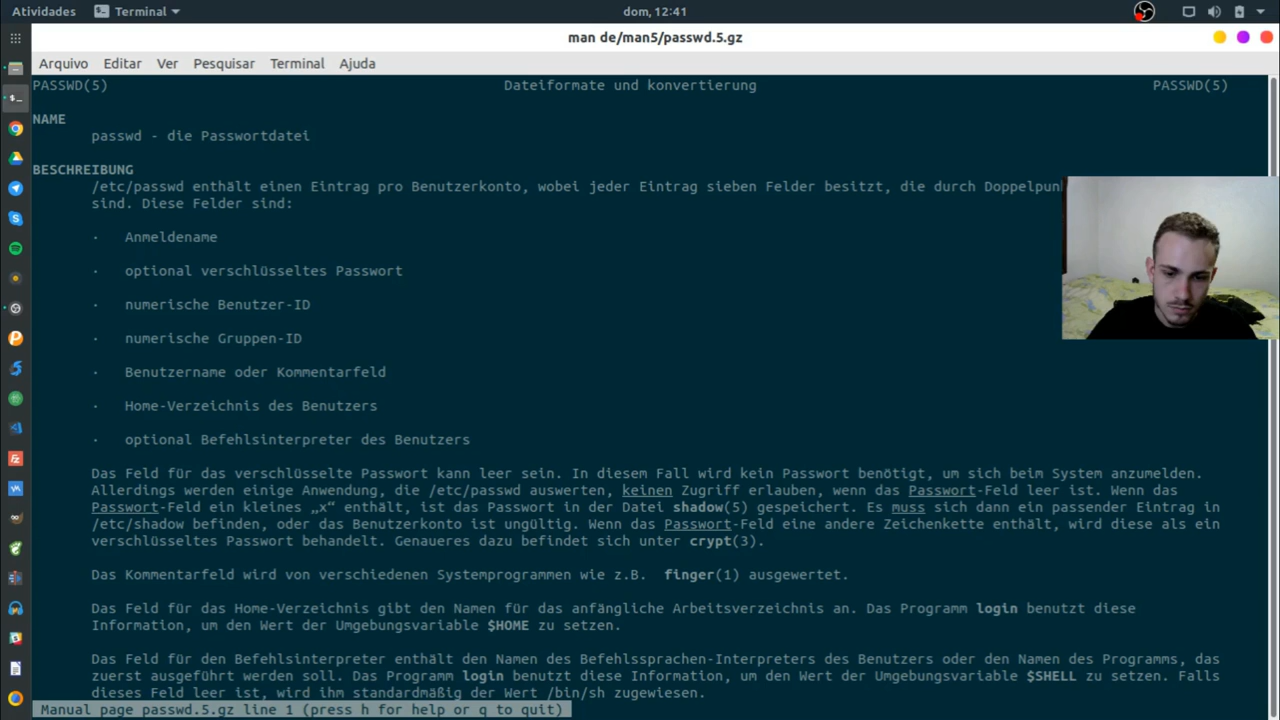 Atividades
Terminal
dom, 12:41
man de/man5/passwd.5.gz
Arquivo Editar Ver Pesquisar Terminal Ajuda
PASSWD(5) Dateiformate und konvertierung PASSWD(5)
NAME
passwd - die Passwortdatei
BESCHREIBUNG
/etc/passwd enthält einen Eintrag pro Benutzerkonto, wobei jeder Eintrag sieben Felder besitzt, die durch
sind. Diese Felder sind:
· Anmeldename
· optional verschlüsseltes Passwort
· numerische Benutzer-ID
· numerische Gruppen-ID
· Benutzername oder Kommentarfeld
· Home-Verzeichnis des Benutzers
· optional Befehlsinterpreter des Benutzers
Das Feld für das verschlüsselte Passwort kann leer sein. In diesem Fall wird kein Passwort benötigt, um sich beim System anzumelden.
Allerdings werden einige Anwendung, die /etc/passwd auswerten, keinen Zugriff erlauben, wenn das Passwort-Feld leer ist. Wenn das
Passwort-Feld ein kleines „x“ enthält, ist das Passwort in der Datei shadow(5) gespeichert. Es muss sich dann ein passender Eintrag in
/etc/shadow befinden, oder das Benutzerkonto ist ungültig. Wenn das Passwort-Feld eine andere Zeichenkette enthält, wird diese als ein
verschlüsseltes Passwort behandelt. Genaueres dazu befindet sich unter crypt(3).
Das Kommentarfeld wird von verschiedenen Systemprogrammen wie z.B. finger(1) ausgewertet.
Das Feld für das Home-Verzeichnis gibt den Namen für das anfängliche Arbeitsverzeichnis an. Das Programm login benutzt diese
Information, um den Wert der Umgebungsvariable $HOME zu setzen.
Das Feld für den Befehlsinterpreter enthält den Namen des Befehlssprachen-Interpreters des Benutzers oder den Namen des Programms, das
zuerst ausgeführt werden soll. Das Programm login benutzt diese Information, um den Wert der Umgebungsvariable $SHELL zu setzen. Falls
dieses Feld leer ist, wird ihm standardmäßig der Wert /bin/sh zugewiesen.
Manual page passwd.5.gz line 1 (press h for help or q to quit)